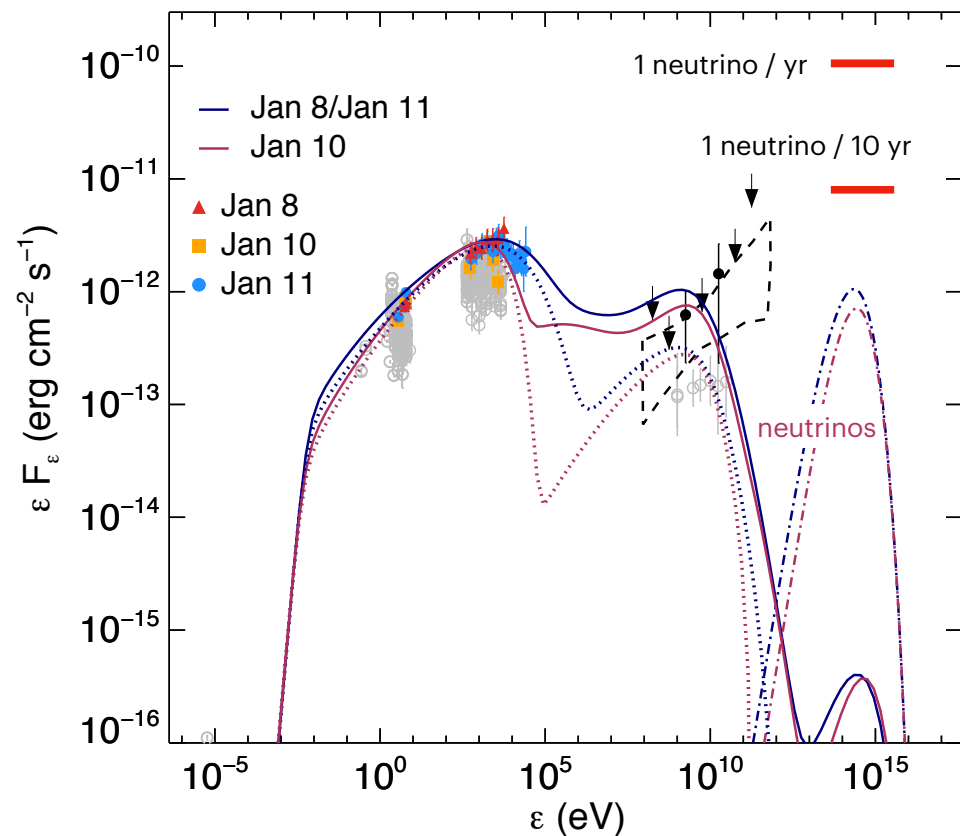 10⁻¹⁰
10⁻¹¹
10⁻¹²
10⁻¹³
10⁻¹⁴
10⁻¹⁵
10⁻¹⁶
ε F_ε (erg cm⁻² s⁻¹)
1 neutrino / yr
Jan 8/Jan 11
Jan 10
1 neutrino / 10 yr
Jan 8
Jan 10
Jan 11
neutrinos
10⁻⁵
10⁰
10⁵
10¹⁰
10¹⁵
ε (eV)